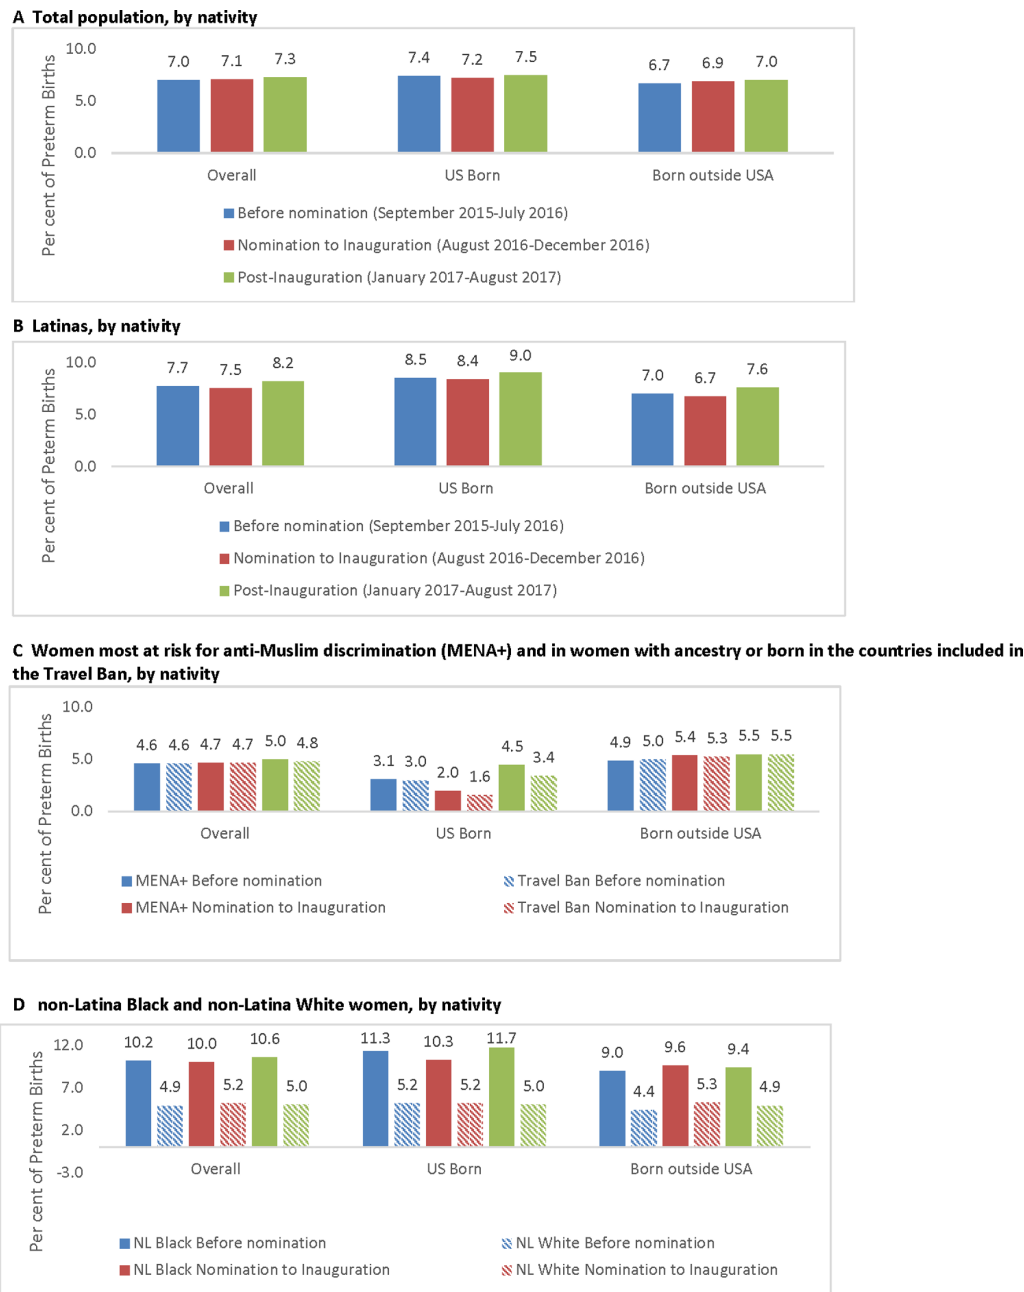 A Total population, by nativity
Per cent of Preterm Births
10.0
5.0
0.0
7.0 7.1 7.3
7.4 7.2 7.5
6.7 6.9 7.0
Overall US Born Born outside USA
Before nomination (September 2015-July 2016)
Nomination to Inauguration (August 2016-December 2016)
Post-Inauguration (January 2017-August 2017)
B Latinas, by nativity
Per cent of Peterm Births
10.0
5.0
0.0
7.7 7.5 8.2
8.5 8.4 9.0
7.0 6.7 7.6
Overall US Born Born outside USA
Before nomination (September 2015-July 2016)
Nomination to Inauguration (August 2016-December 2016)
Post-Inauguration (January 2017-August 2017)
C Women most at risk for anti-Muslim discrimination (MENA+) and in women with ancestry or born in the countries included in
the Travel Ban, by nativity
Per cent of Preterm Births
10.0
5.0
0.0
4.6 4.6 4.7 4.7 5.0 4.8
3.1 3.0 2.0 1.6 4.5 3.4
4.9 5.0 5.4 5.3 5.5 5.5
Overall US Born Born outside USA
MENA+ Before nomination Travel Ban Before nomination
MENA+ Nomination to Inauguration Travel Ban Nomination to Inauguration
D non-Latina Black and non-Latina White women, by nativity
Per cent of Preterm Births
12.0
7.0
2.0
-3.0
10.2 4.9 10.0 5.2 10.6 5.0
11.3 5.2 10.3 5.2 11.7 5.0
9.0 4.4 9.6 5.3 9.4 4.9
Overall US Born Born outside USA
NL Black Before nomination NL White Before nomination
NL Black Nomination to Inauguration NL White Nomination to Inauguration